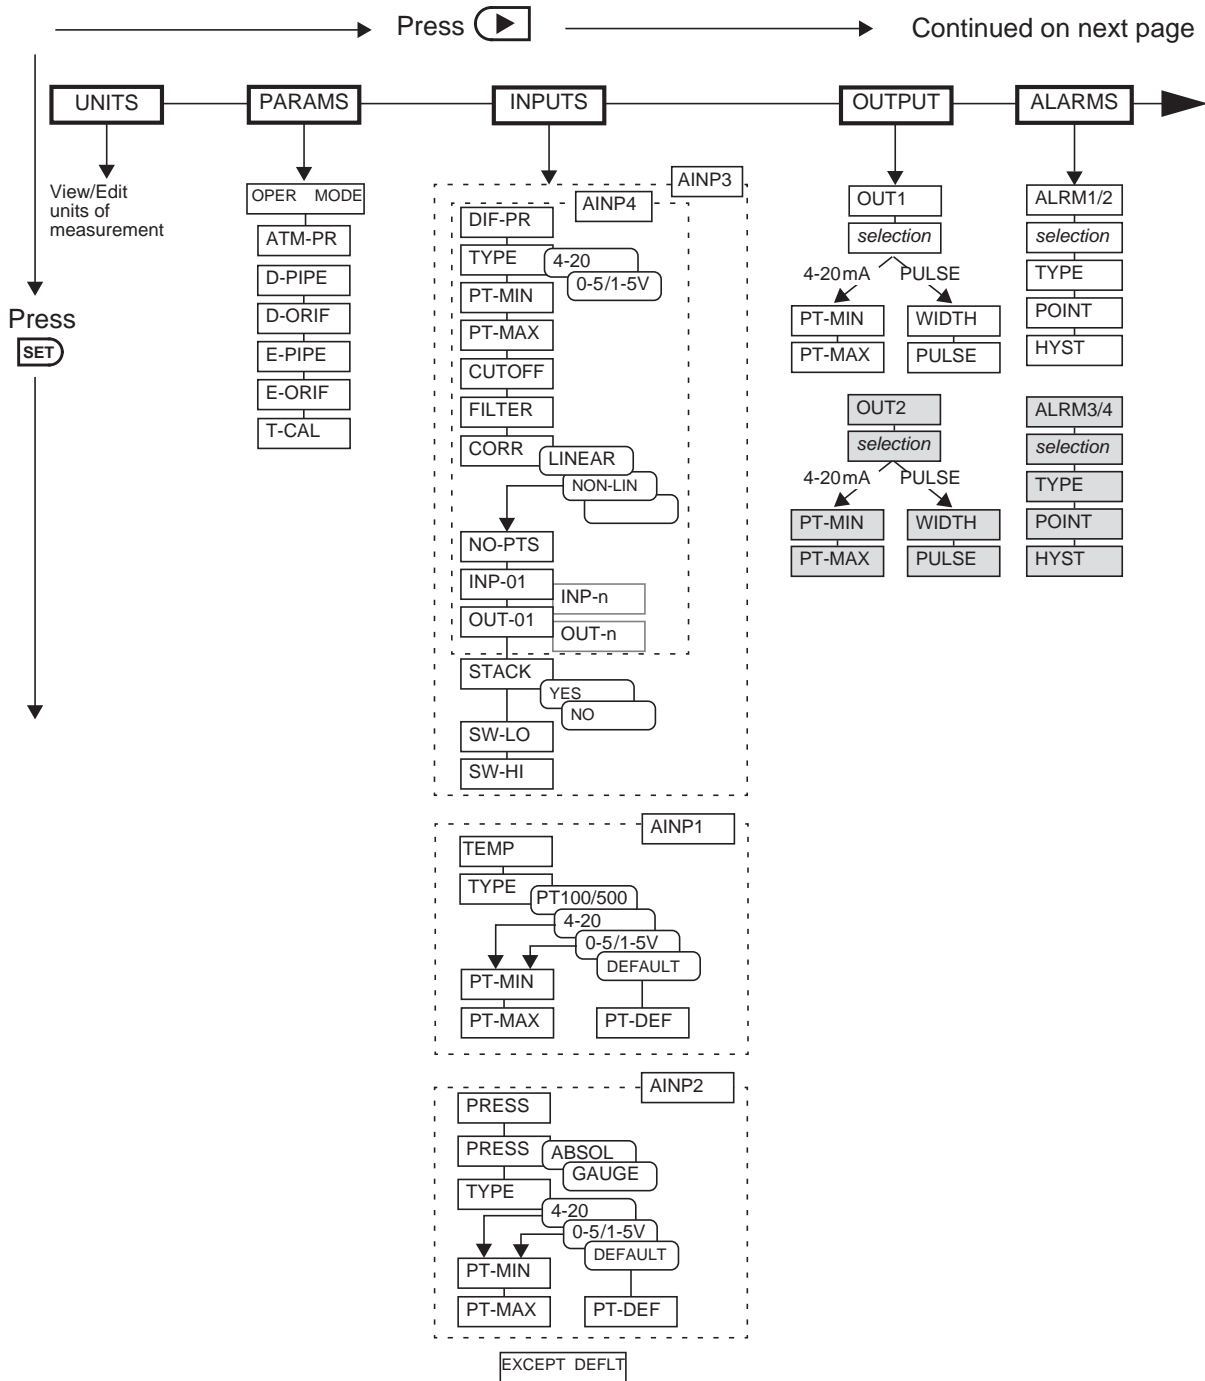 Press
Continued on next page
UNITS
PARAMS
INPUTS
OUTPUT
ALARMS
Press
SET
View/Edit
units of
measurement
OPER MODE
ATM-PR
D-PIPE
D-ORIF
E-PIPE
E-ORIF
T-CAL
AINP3
AINP4
DIF-PR
TYPE
4-20
0-5/1-5V
PT-MIN
PT-MAX
CUTOFF
FILTER
CORR
LINEAR
NON-LIN
NO-PTS
INP-01
INP-n
OUT-01
OUT-n
STACK
YES
NO
SW-LO
SW-HI
AINP1
TEMP
TYPE
PT100/500
4-20
0-5/1-5V
DEFAULT
PT-MIN
PT-MAX
PT-DEF
AINP2
PRESS
PRESS
ABSOL
GAUGE
TYPE
4-20
0-5/1-5V
DEFAULT
PT-MIN
PT-MAX
PT-DEF
EXCEPT DEFLT
OUT1
selection
4-20mA
PULSE
PT-MIN
WIDTH
PT-MAX
PULSE
OUT2
selection
4-20mA
PULSE
PT-MIN
WIDTH
PT-MAX
PULSE
ALRM1/2
selection
TYPE
POINT
HYST
ALRM3/4
selection
TYPE
POINT
HYST